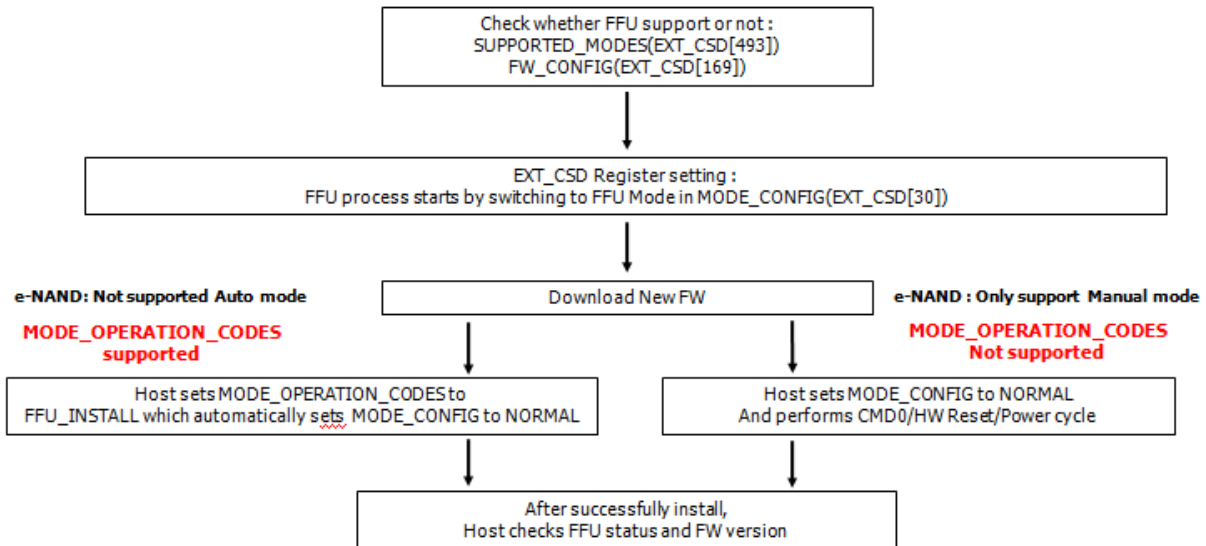 Check whether FFU support or not :
SUPPORTED_MODES(EXT_CSD[493])
FW_CONFIG(EXT_CSD[169])
EXT_CSD Register setting :
FFU process starts by switching to FFU Mode in MODE_CONFIG(EXT_CSD[30])
e-NAND: Not supported Auto mode
MODE_OPERATION_CODES
supported
Download New FW
e-NAND : Only support Manual mode
MODE_OPERATION_CODES
Not supported
Host sets MODE_OPERATION_CODES to
FFU_INSTALL which automatically sets MODE_CONFIG to NORMAL
Host sets MODE_CONFIG to NORMAL
And performs CMD0/HW Reset/Power cycle
After successfully install,
Host checks FFU status and FW version